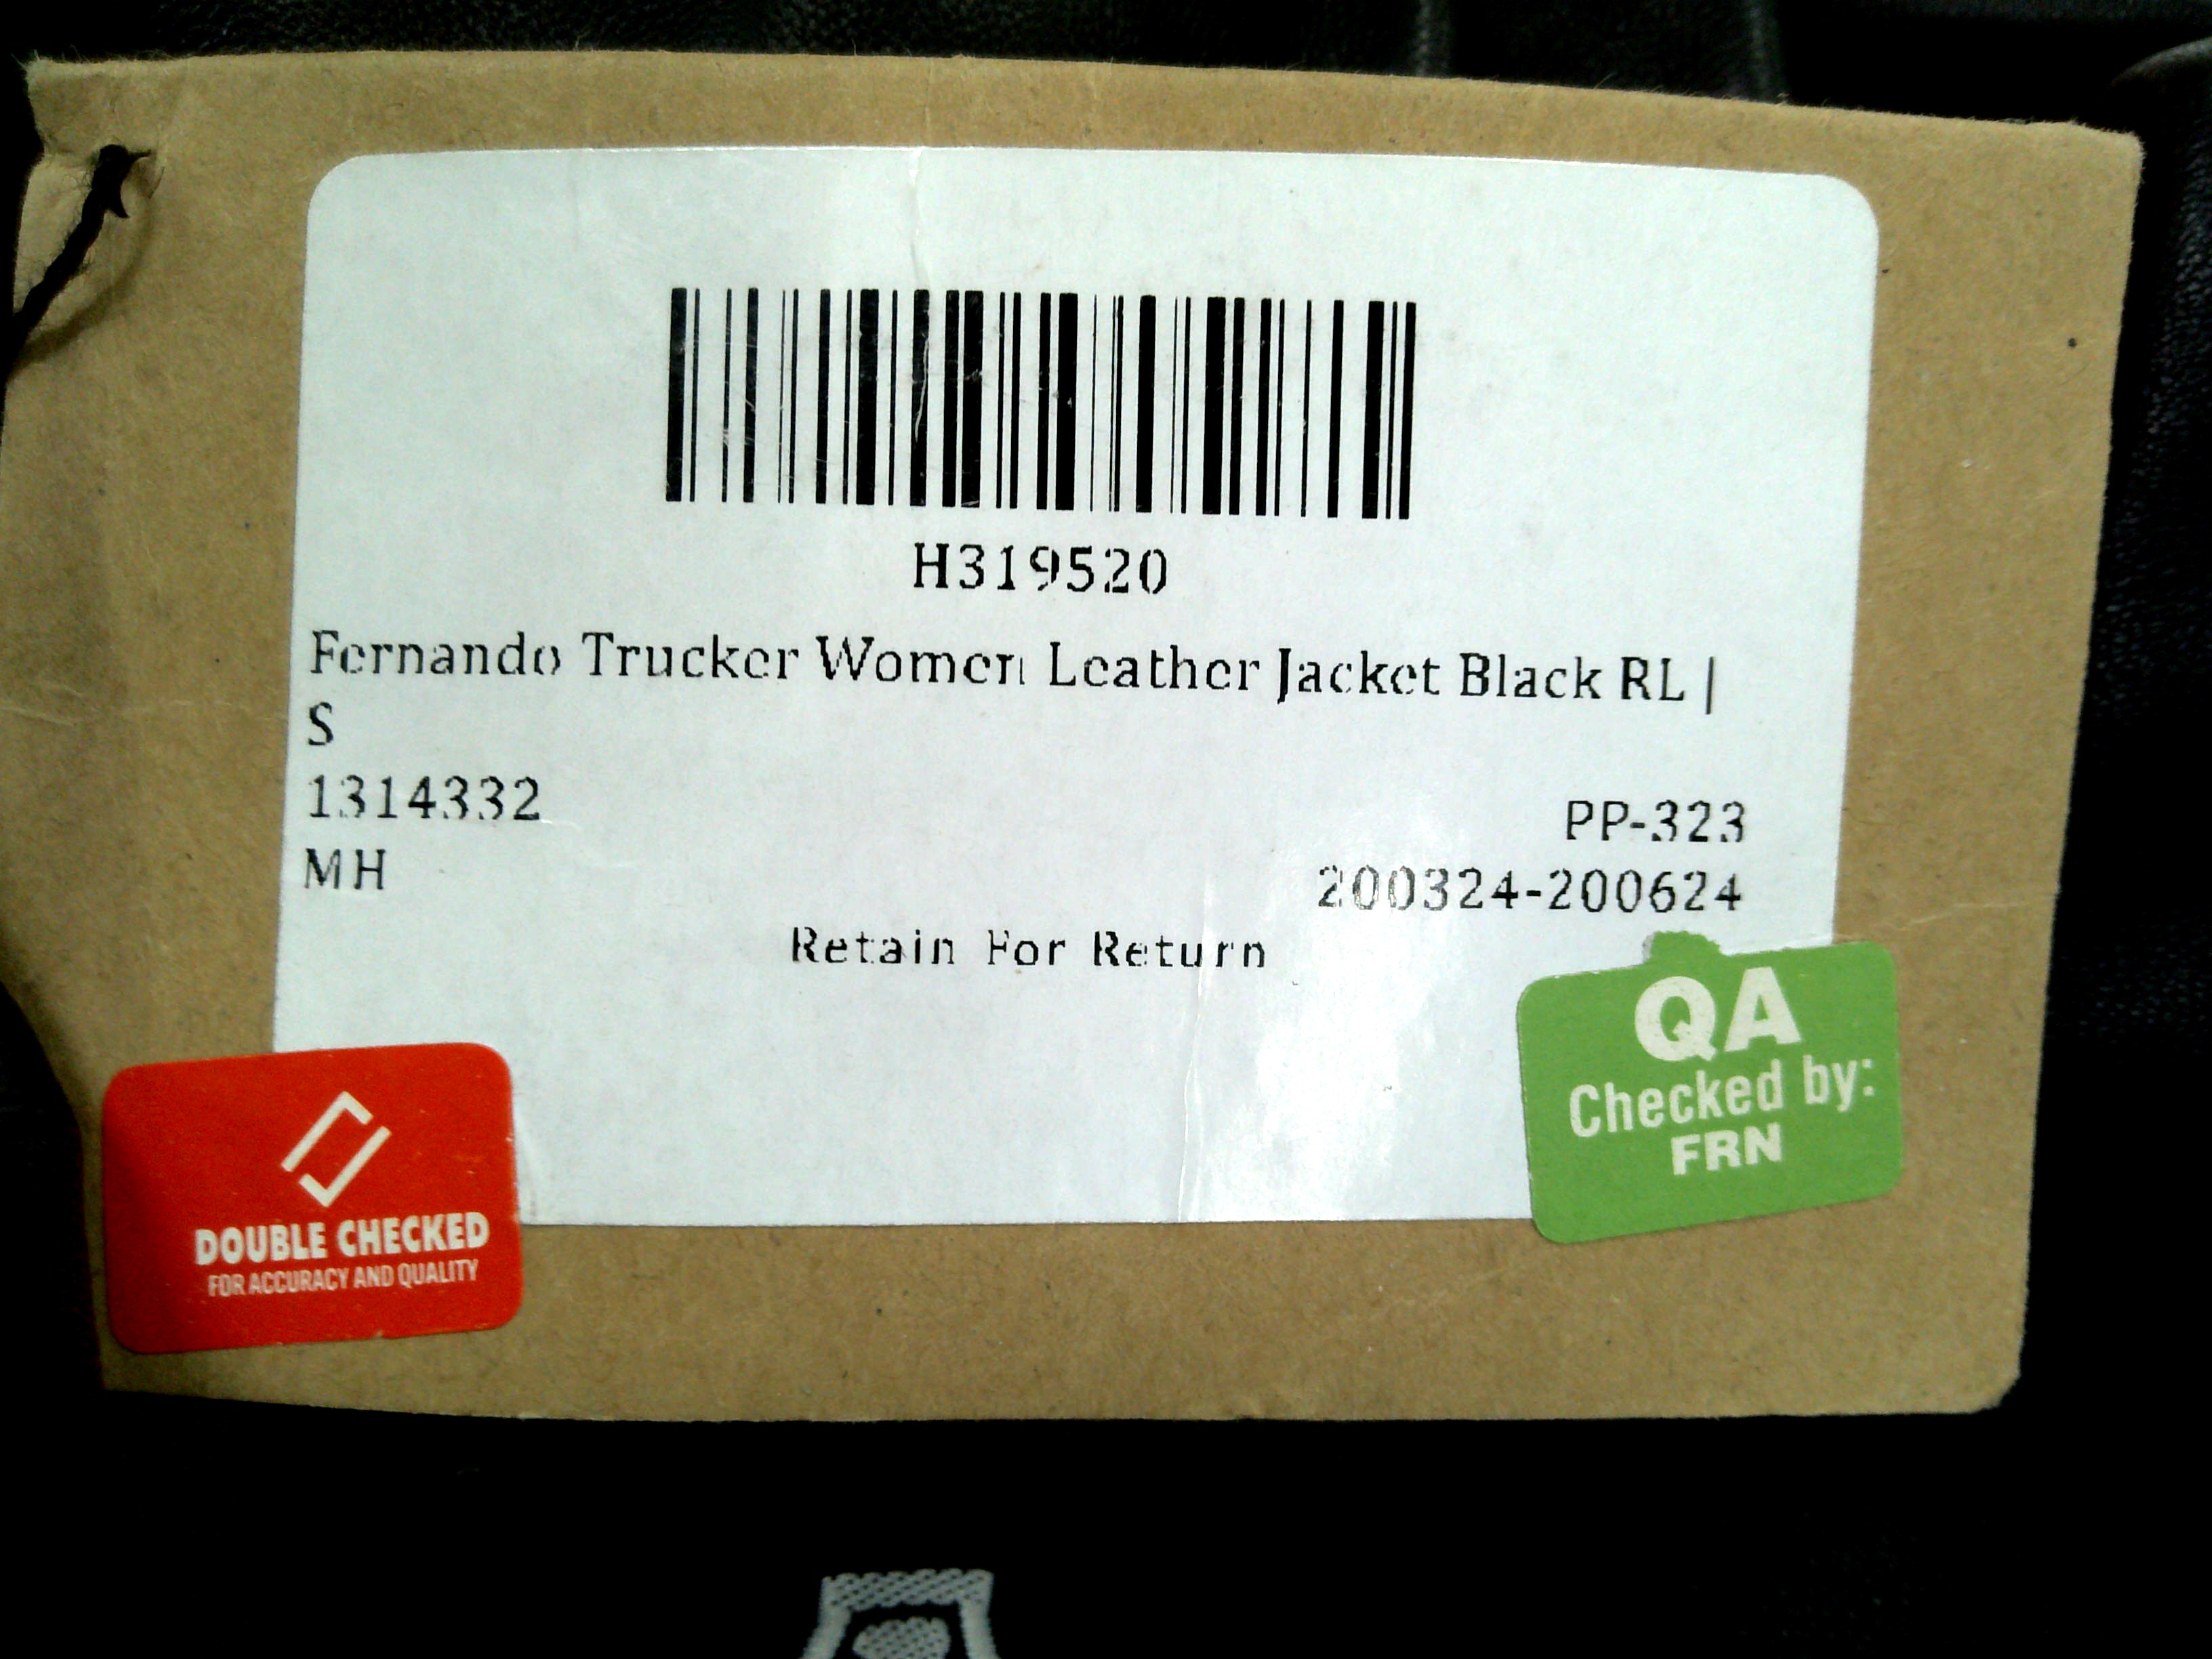 H319520
Fernando Trucker Women Leather Jacket Black RL |
S
1314332
PP-323
MH
200324-200624
Retain For Return
QA
Checked by:
FRN
DOUBLE CHECKED
FOR ACCURACY AND QUALITY